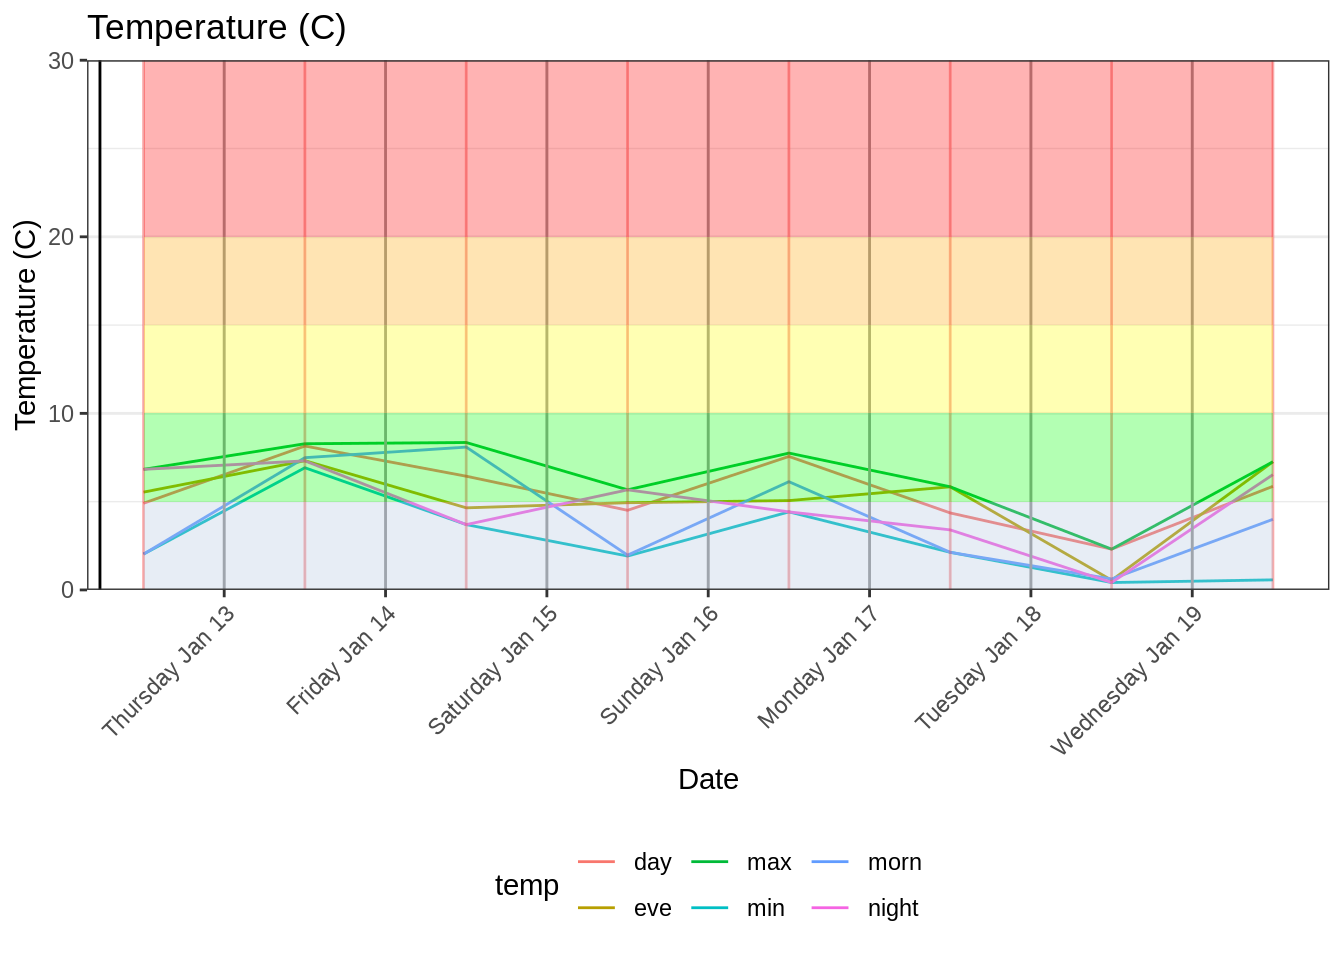 Temperature (C)
Temperature (C)
30
20
10
0
Thursday Jan 13
Friday Jan 14
Saturday Jan 15
Sunday Jan 16
Monday Jan 17
Tuesday Jan 18
Wednesday Jan 19
Date
temp
day
max
morn
eve
min
night